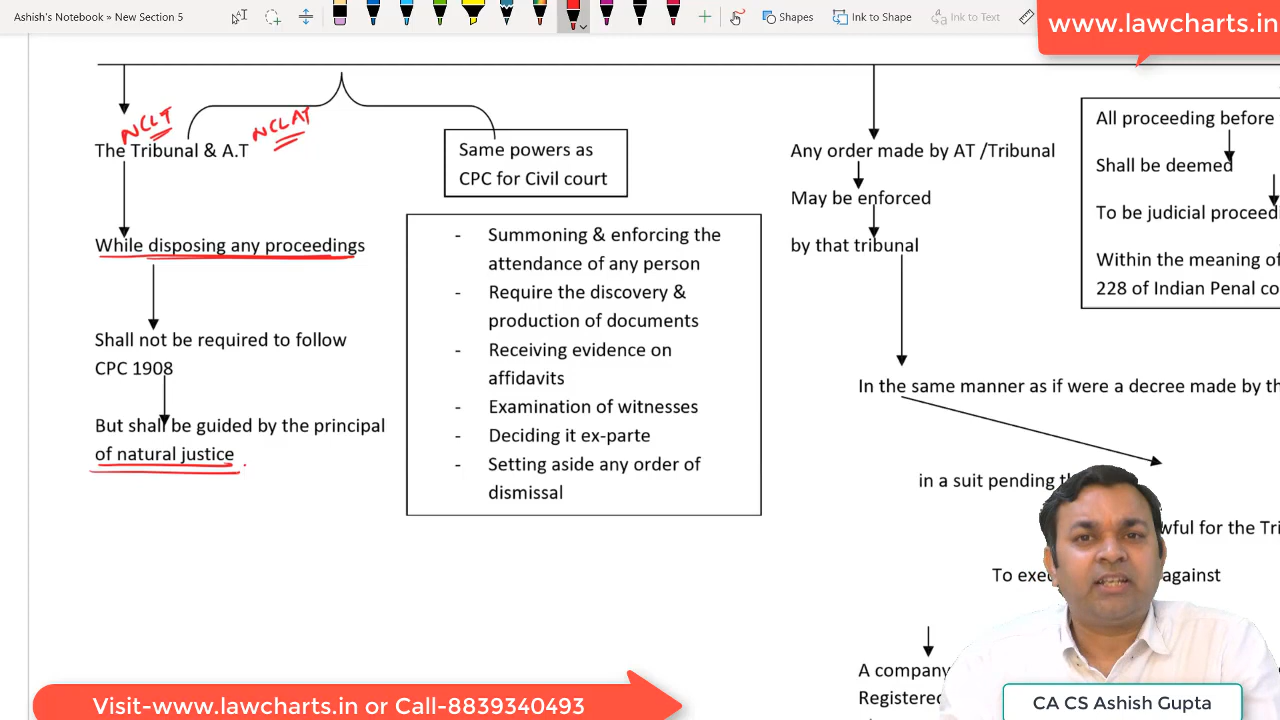 Ashish's Notebook » New Section 5
Shapes
Ink to Shape
Ink to Text
www.lawcharts.in
NCLT
NCLAT
The Tribunal & A.T
While disposing any proceedings
Shall not be required to follow
CPC 1908
But shall be guided by the principal
of natural justice
Same powers as
CPC for Civil court
- Summoning & enforcing the
attendance of any person
- Require the discovery &
production of documents
- Receiving evidence on
affidavits
- Examination of witnesses
- Deciding it ex-parte
- Setting aside any order of
dismissal
Any order made by AT /Tribunal
May be enforced
by that tribunal
In the same manner as if were a decree made by the
in a suit pending
for the
To against
A company
Registered
All proceeding before
Shall be deemed
To be judicial
Within the meaning of
228 of Indian Penal
Visit-www.lawcharts.in or Call-8839340493
CA CS Ashish Gupta